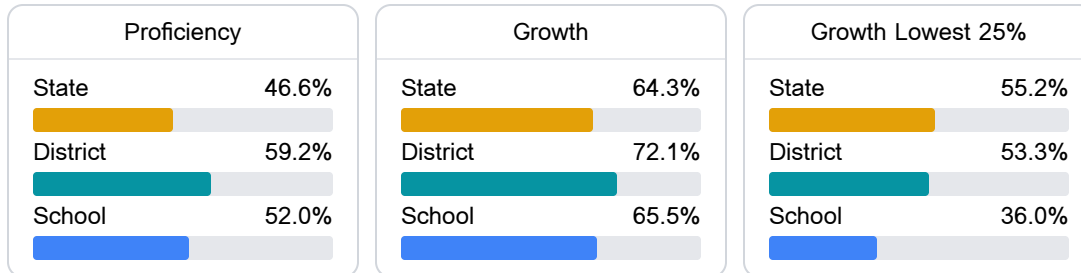 Proficiency
State 46.6%
District 59.2%
School 52.0%
Growth
State 64.3%
District 72.1%
School 65.5%
Growth Lowest 25%
State 55.2%
District 53.3%
School 36.0%